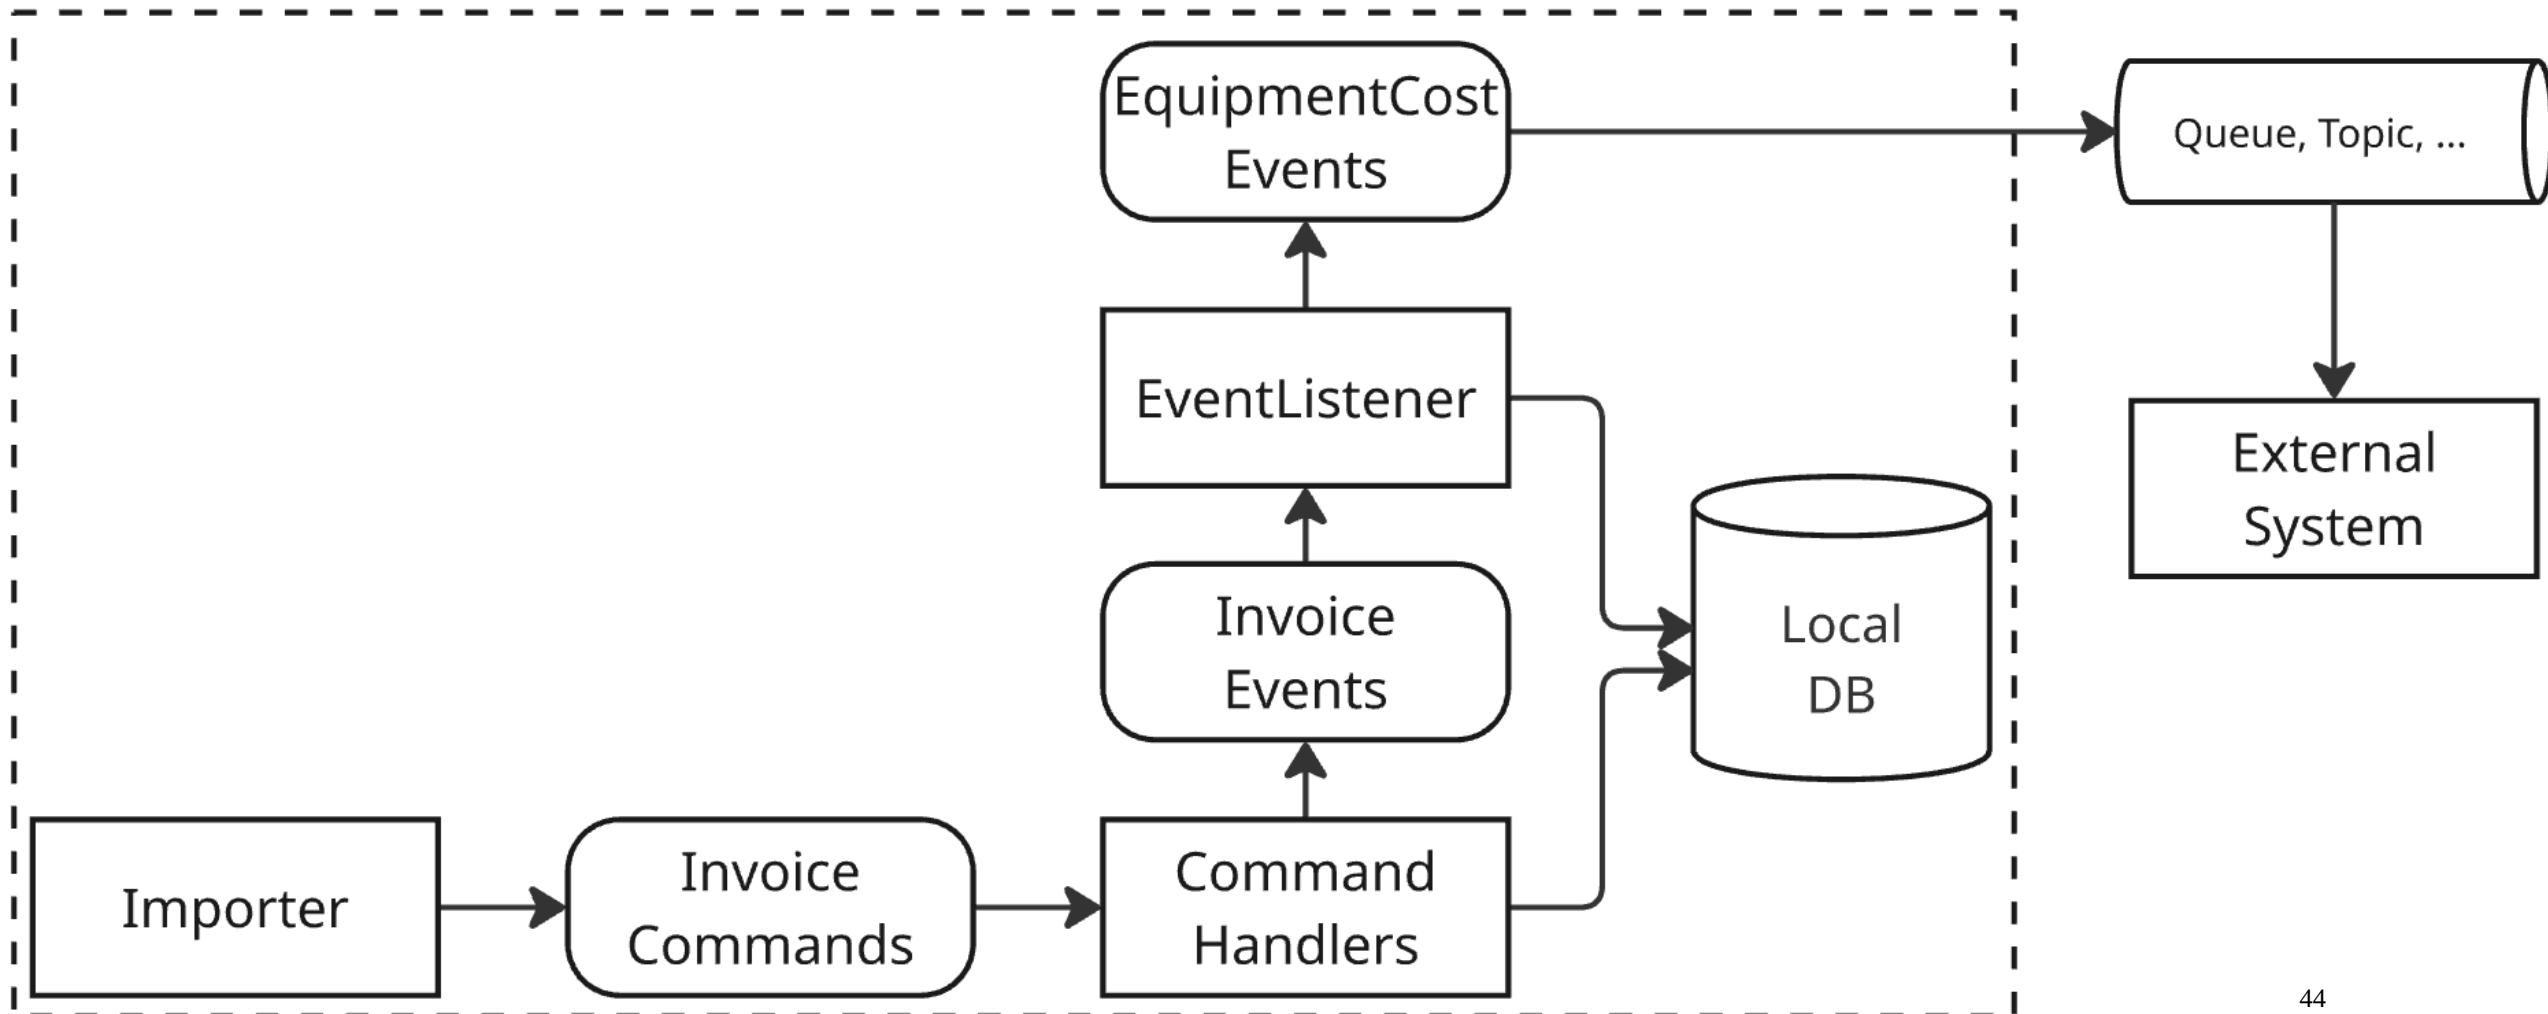 EquipmentCost
Events
Queue, Topic, ...
EventListener
External
System
Invoice
Events
Local
DB
Importer
Invoice
Commands
Command
Handlers
44